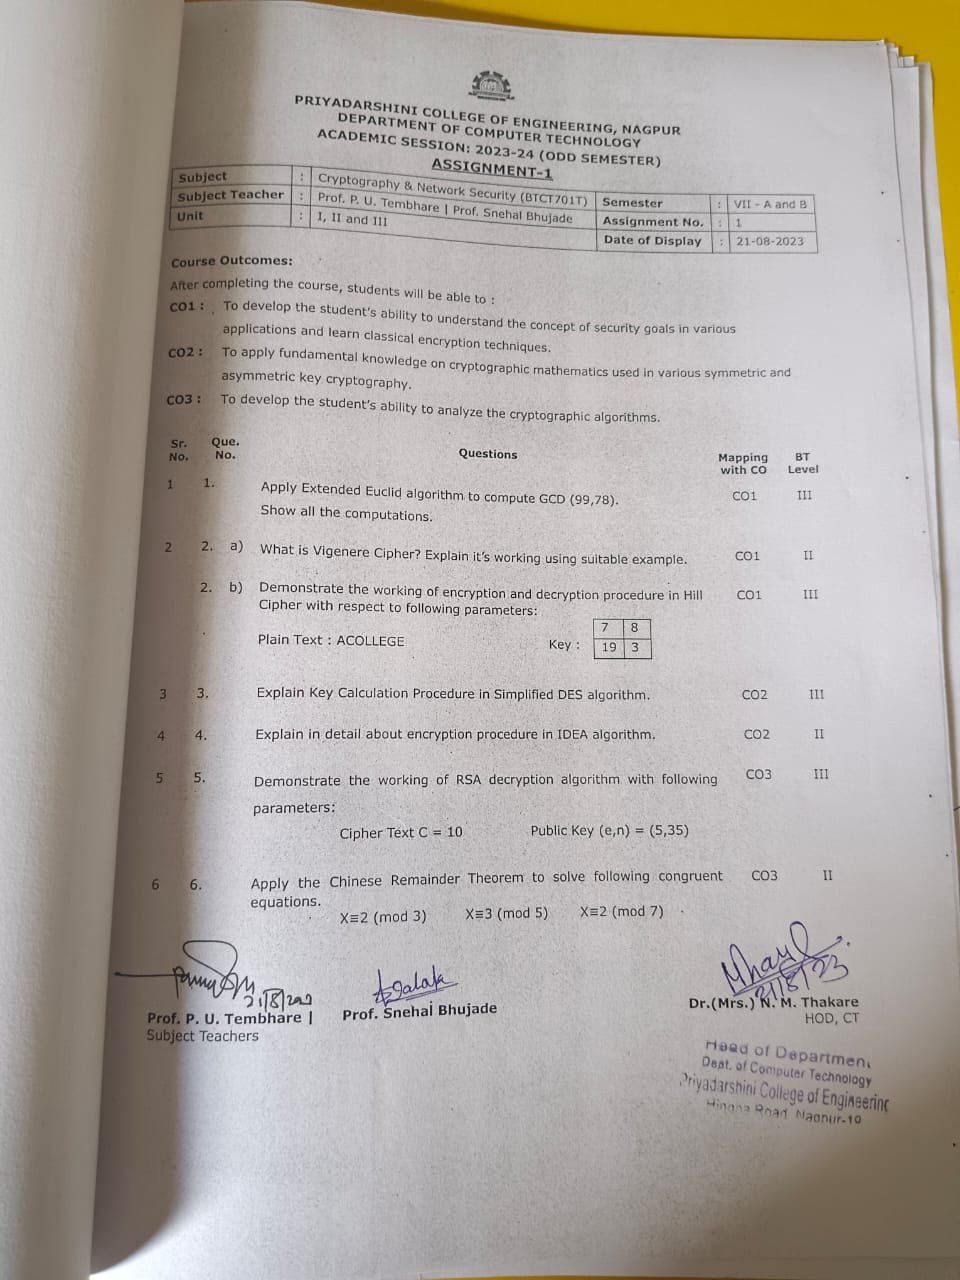 PRIYADARSHINI COLLEGE OF ENGINEERING, NAGPUR
DEPARTMENT OF COMPUTER TECHNOLOGY
ACADEMIC SESSION: 2023-24 (ODD SEMESTER)
ASSIGNMENT-1
Subject : Cryptography & Network Security (BTCT701T) Semester : VII - A and B
Subject Teacher : Prof. P. U. Tembhare | Prof. Snehal Bhujade Assignment No. : 1
Unit : I, II and III Date of Display : 21-08-2023
Course Outcomes:
After completing the course, students will be able to :
CO1 : To develop the student's ability to understand the concept of security goals in various
applications and learn classical encryption techniques.
CO2 : To apply fundamental knowledge on cryptographic mathematics used in various symmetric and
asymmetric key cryptography.
CO3 : To develop the student's ability to analyze the cryptographic algorithms.
Sr. Que. Questions Mapping BT
No. No. with CO Level
1 1. Apply Extended Euclid algorithm to compute GCD (99,78). CO1 III
Show all the computations.
2 2. a) What is Vigenere Cipher? Explain it's working using suitable example. CO1 II
2. b) Demonstrate the working of encryption and decryption procedure in Hill CO1 III
Cipher with respect to following parameters:
Plain Text : ACOLLEGE Key : 7 8
19 3
3 3. Explain Key Calculation Procedure in Simplified DES algorithm. CO2 III
4 4. Explain in detail about encryption procedure in IDEA algorithm. CO2 II
5 5. Demonstrate the working of RSA decryption algorithm with following CO3 III
parameters:
Cipher Text C = 10 Public Key (e,n) = (5,35)
6 6. Apply the Chinese Remainder Theorem to solve following congruent CO3 II
equations.
X≡2 (mod 3) X≡3 (mod 5) X≡2 (mod 7)
21/8/23
Prof. P. U. Tembhare | Prof. Snehal Bhujade Dr.(Mrs.) N. M. Thakare
Subject Teachers HOD, CT
Head of Department
Dept. of Computer Technology
Priyadarshini College of Engineering
Hingna Road, Nagpur-19